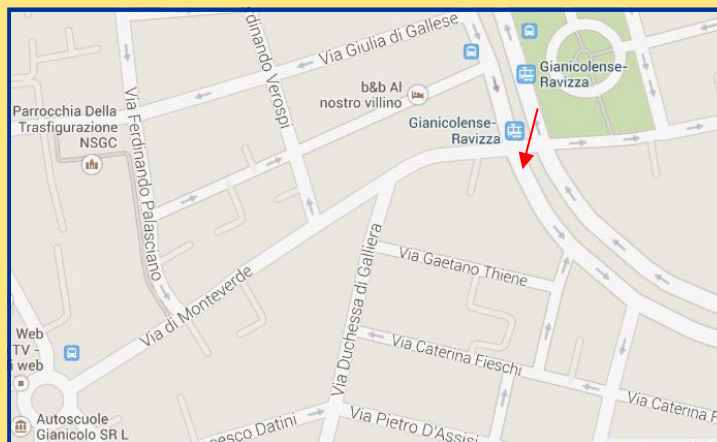 Via Giulia di Gallese
rdinando Verospi
Gianicolense-
Ravizza
b&b Al
nostro villino
Gianicolense-
Ravizza
Parrocchia Della
Trasfigurazione
NSGC
Via Ferdinando Palasciano
Via di Monteverde
Via Duchessa di Galliera
Via Gaetano Thiene
Via Caterina Fieschi
Via Caterina F
Web
TV -
i web
Autoscuole
Gianicolo SR L
cesco Datini
Via Pietro D'Assisi